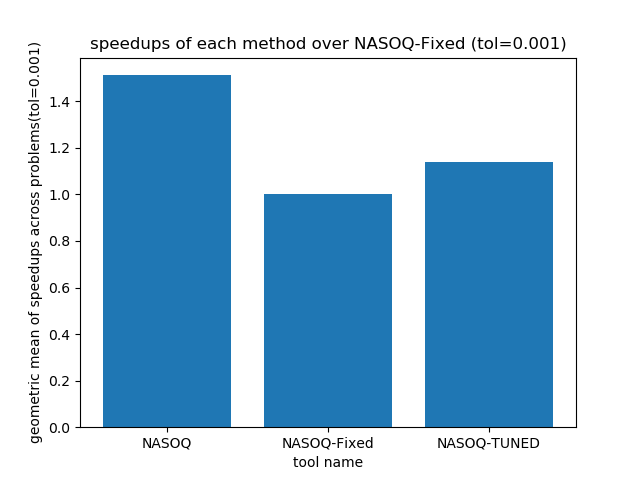 speedups of each method over NASOQ-Fixed (tol=0.001)
geometric mean of speedups across problems(tol=0.001)
1.4
1.2
1.0
0.8
0.6
0.4
0.2
0.0
NASOQ
NASOQ-Fixed
NASOQ-TUNED
tool name